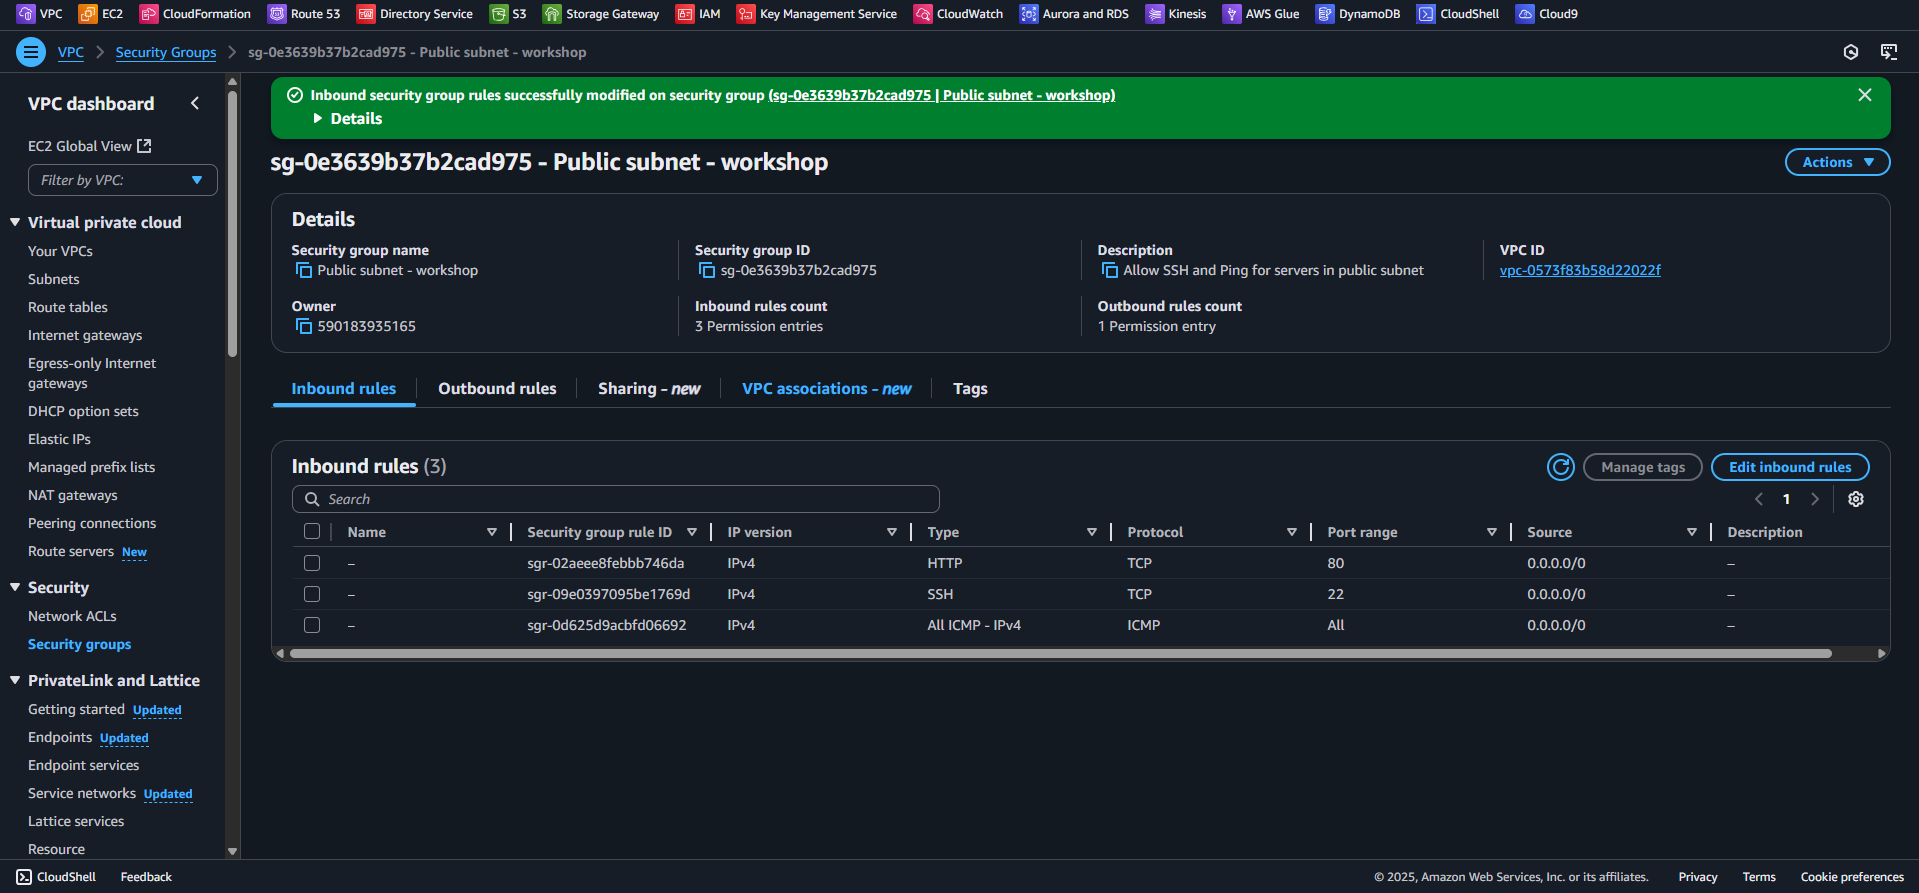 VPC EC2 CloudFormation Route 53 Directory Service S3 Storage Gateway IAM Key Management Service CloudWatch Aurora and RDS Kinesis AWS Glue DynamoDB CloudShell Cloud9
VPC > Security Groups > sg-0e3639b37b2cad975 - Public subnet - workshop
VPC dashboard
EC2 Global View
Filter by VPC:
Virtual private cloud
Your VPCs
Subnets
Route tables
Internet gateways
Egress-only Internet
gateways
DHCP option sets
Elastic IPs
Managed prefix lists
NAT gateways
Peering connections
Route servers New
Security
Network ACLs
Security groups
PrivateLink and Lattice
Getting started Updated
Endpoints Updated
Endpoint services
Service networks Updated
Lattice services
Resource
Inbound security group rules successfully modified on security group (sg-0e3639b37b2cad975 | Public subnet - workshop)
Details
sg-0e3639b37b2cad975 - Public subnet - workshop
Actions
Details
Security group name
Public subnet - workshop
Security group ID
sg-0e3639b37b2cad975
Description
Allow SSH and Ping for servers in public subnet
VPC ID
vpc-0573f83b58d22022f
Owner
590183935165
Inbound rules count
3 Permission entries
Outbound rules count
1 Permission entry
Inbound rules Outbound rules Sharing - new VPC associations - new Tags
Inbound rules (3)
Manage tags Edit inbound rules
Search
1
Name Security group rule ID IP version Type Protocol Port range Source Description
– sgr-02aeee8febbb746da IPv4 HTTP TCP 80 0.0.0.0/0 –
– sgr-09e0397095be1769d IPv4 SSH TCP 22 0.0.0.0/0 –
– sgr-0d625d9acbfd06692 IPv4 All ICMP - IPv4 ICMP All 0.0.0.0/0 –
CloudShell Feedback © 2025, Amazon Web Services, Inc. or its affiliates. Privacy Terms Cookie preferences